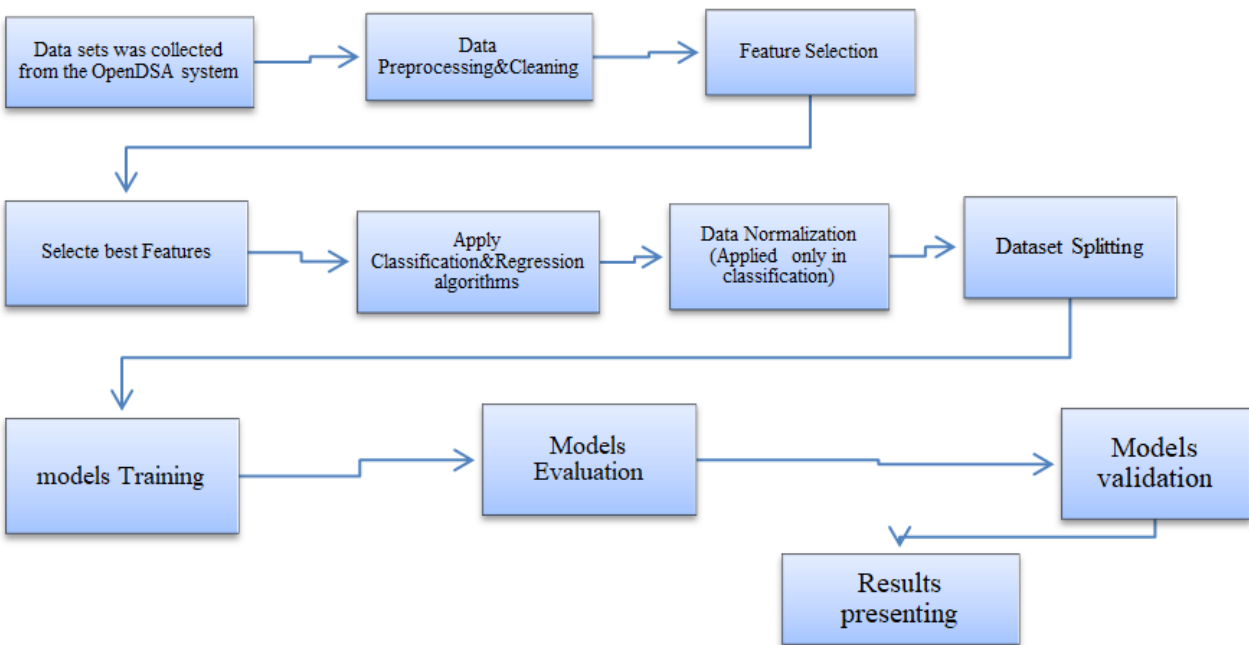 Data sets was collected
from the OpenDSA system
Data
Preprocessing&Cleaning
Feature Selection
Selecte best Features
Apply
Classification&Regression
algorithms
Data Normalization
(Applied only in
classification)
Dataset Splitting
models Training
Models
Evaluation
Models
validation
Results
presenting